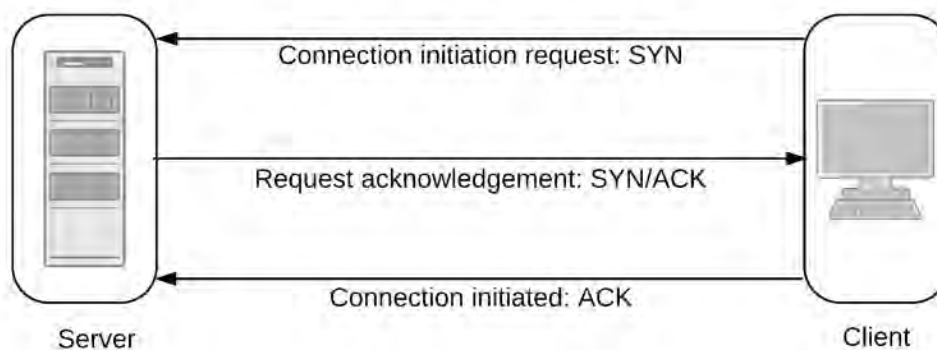 Connection initiation request: SYN
Request acknowledgement: SYN/ACK
Connection initiated: ACK
Server
Client